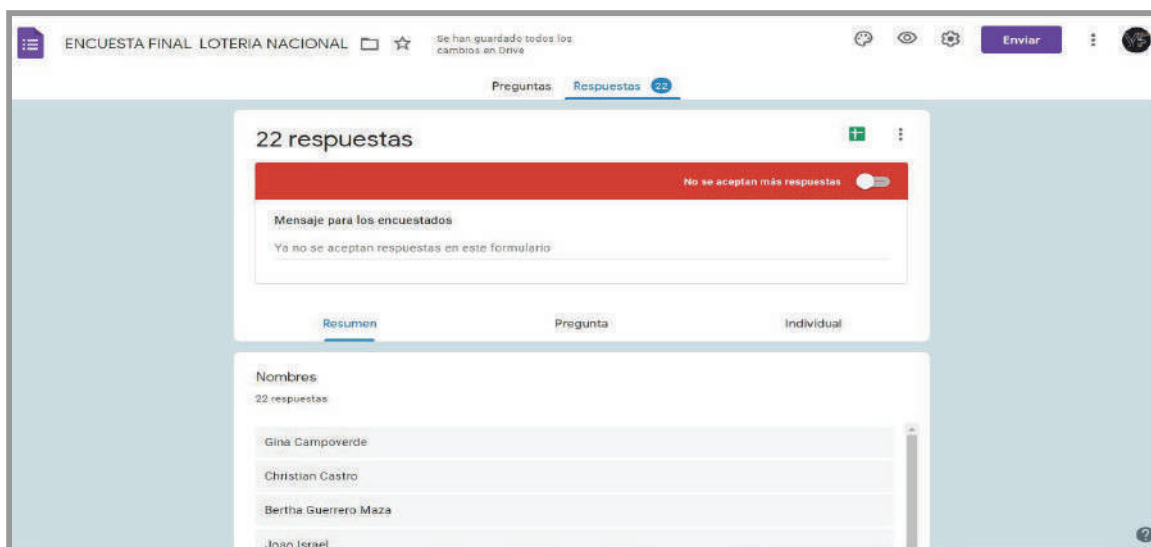 ENCUESTA FINAL LOTERIA NACIONAL
Se han guardado todos los
cambios en Drive
Enviar
Preguntas Respuestas 22
22 respuestas
No se aceptan más respuestas
Mensaje para los encuestados
Ya no se aceptan respuestas en este formulario
Resumen Pregunta Individual
Nombres
22 respuestas
Gina Campoverde
Christian Castro
Bertha Guerrero Maza
Joao Israel